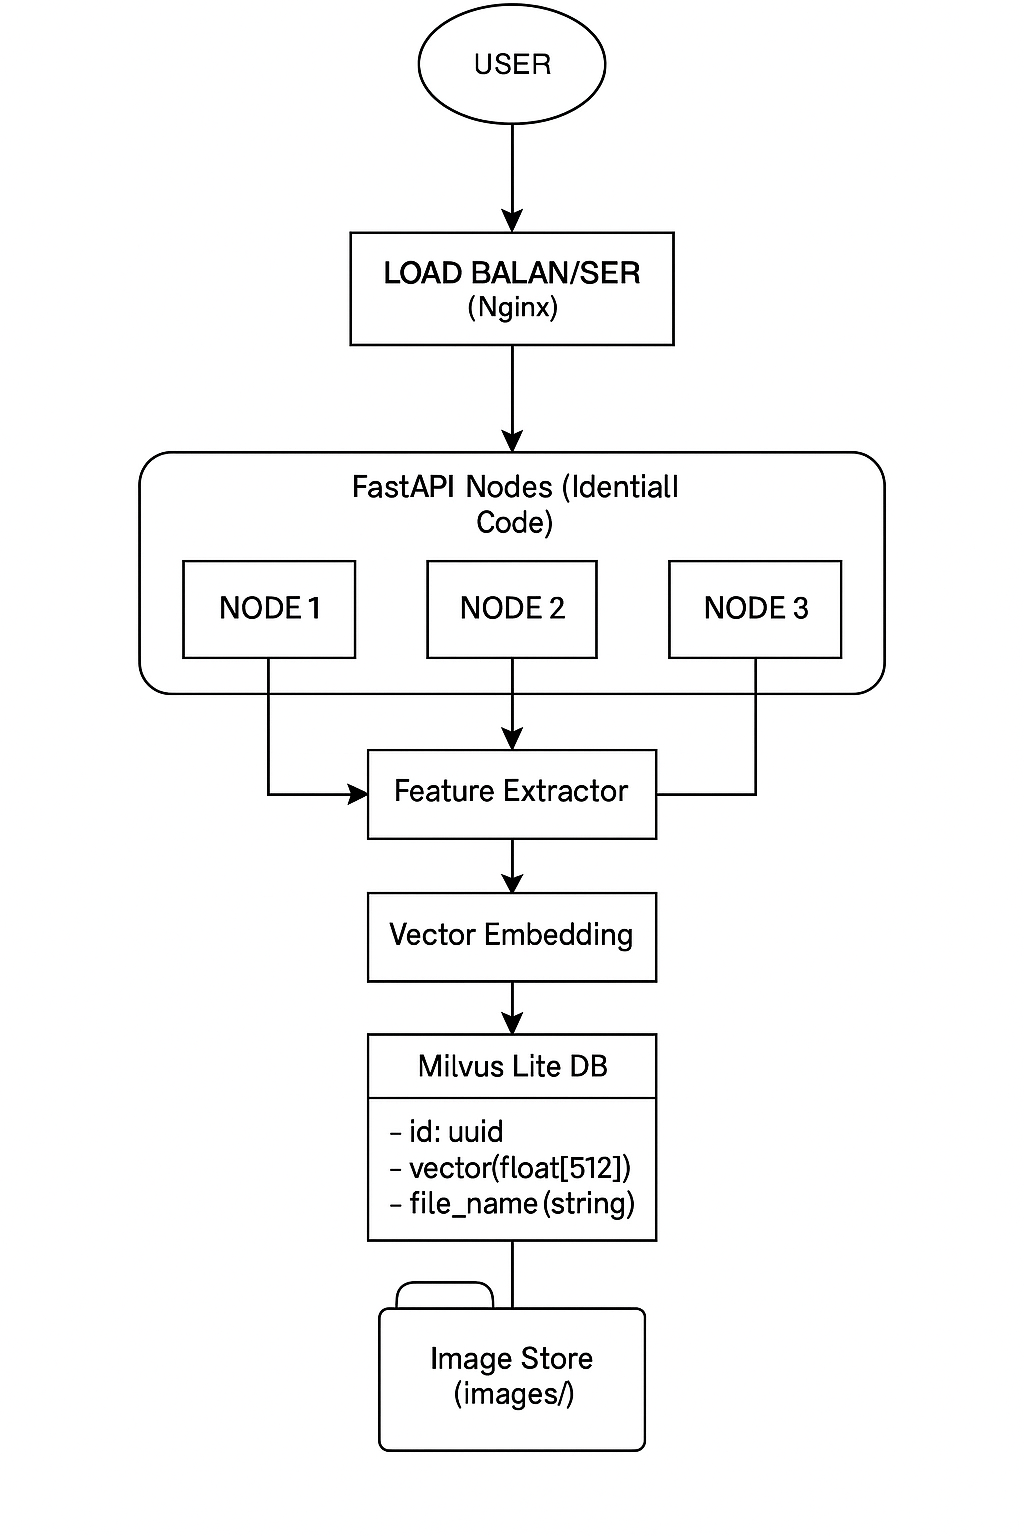 USER
LOAD BALAN/SER
(Nginx)
FastAPI Nodes (Identiall
Code)
NODE 1
NODE 2
NODE 3
Feature Extractor
Vector Embedding
Milvus Lite DB
– id: uuid
– vector(float[512])
– file_name (string)
Image Store
(images/)